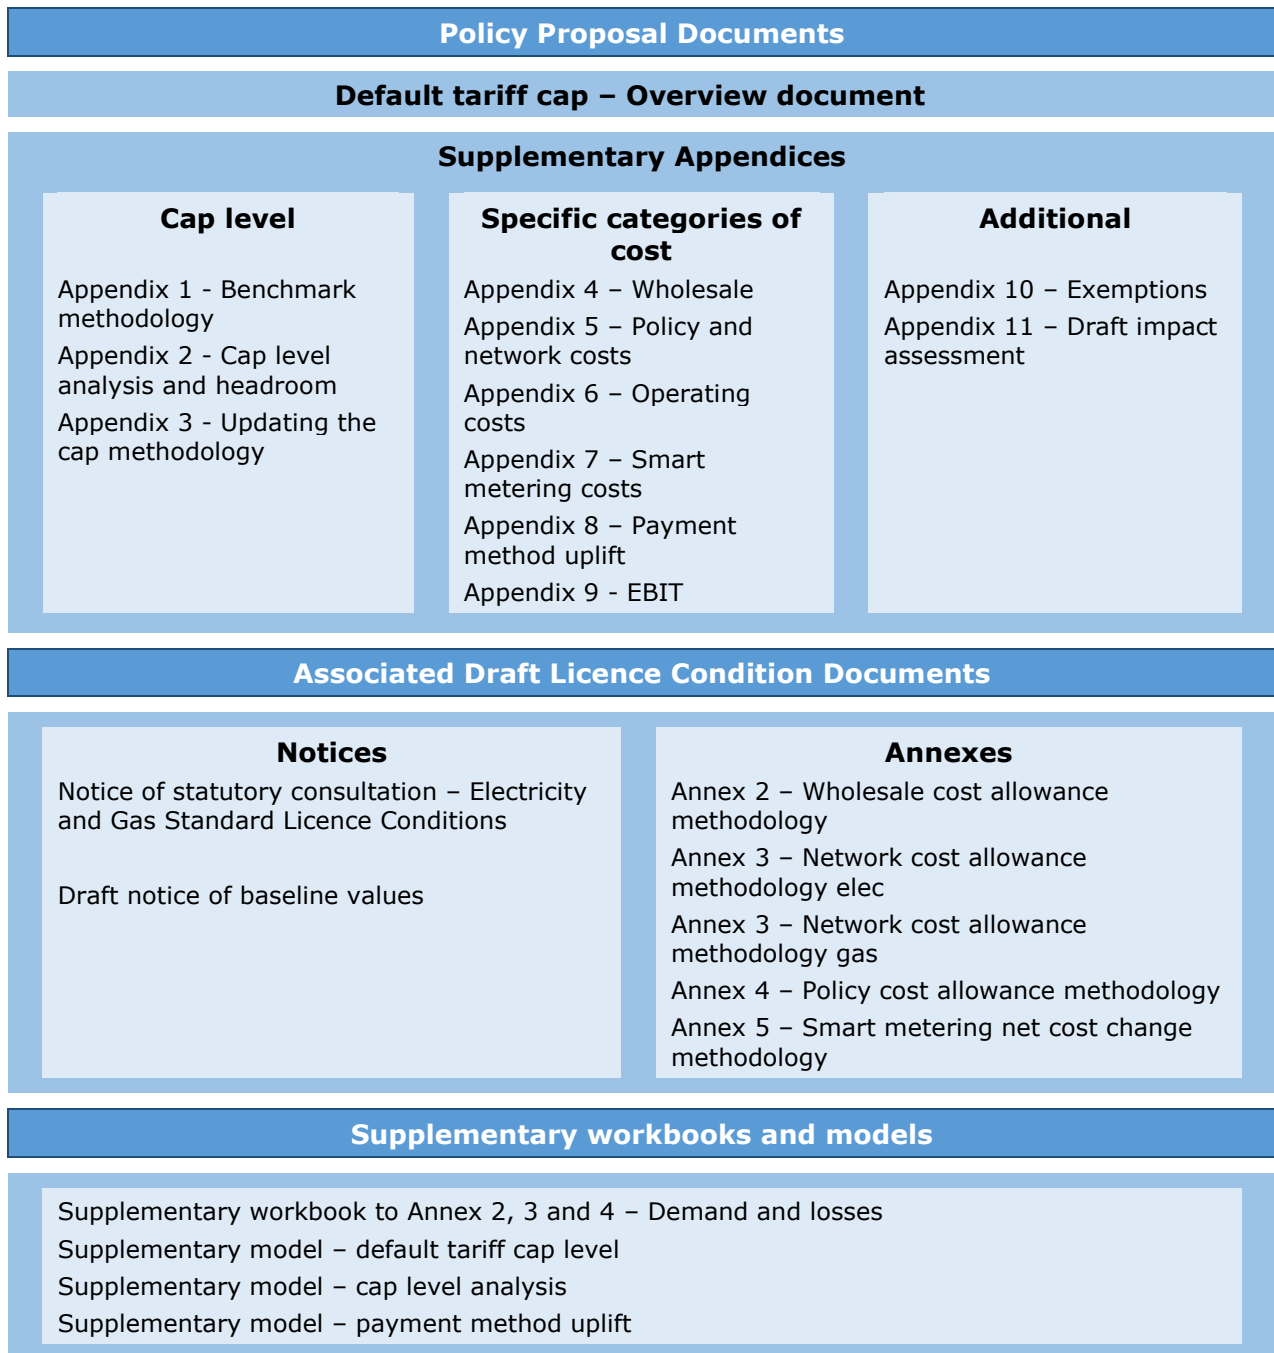 Policy Proposal Documents
Default tariff cap – Overview document
Supplementary Appendices
Cap level
Appendix 1 - Benchmark
methodology
Appendix 2 - Cap level
analysis and headroom
Appendix 3 - Updating the
cap methodology
Specific categories of
cost
Appendix 4 – Wholesale
Appendix 5 – Policy and
network costs
Appendix 6 – Operating
costs
Appendix 7 – Smart
metering costs
Appendix 8 – Payment
method uplift
Appendix 9 - EBIT
Additional
Appendix 10 – Exemptions
Appendix 11 – Draft impact
assessment
Associated Draft Licence Condition Documents
Notices
Notice of statutory consultation – Electricity
and Gas Standard Licence Conditions
Draft notice of baseline values
Annexes
Annex 2 – Wholesale cost allowance
methodology
Annex 3 – Network cost allowance
methodology elec
Annex 3 – Network cost allowance
methodology gas
Annex 4 – Policy cost allowance methodology
Annex 5 – Smart metering net cost change
methodology
Supplementary workbooks and models
Supplementary workbook to Annex 2, 3 and 4 – Demand and losses
Supplementary model – default tariff cap level
Supplementary model – cap level analysis
Supplementary model – payment method uplift